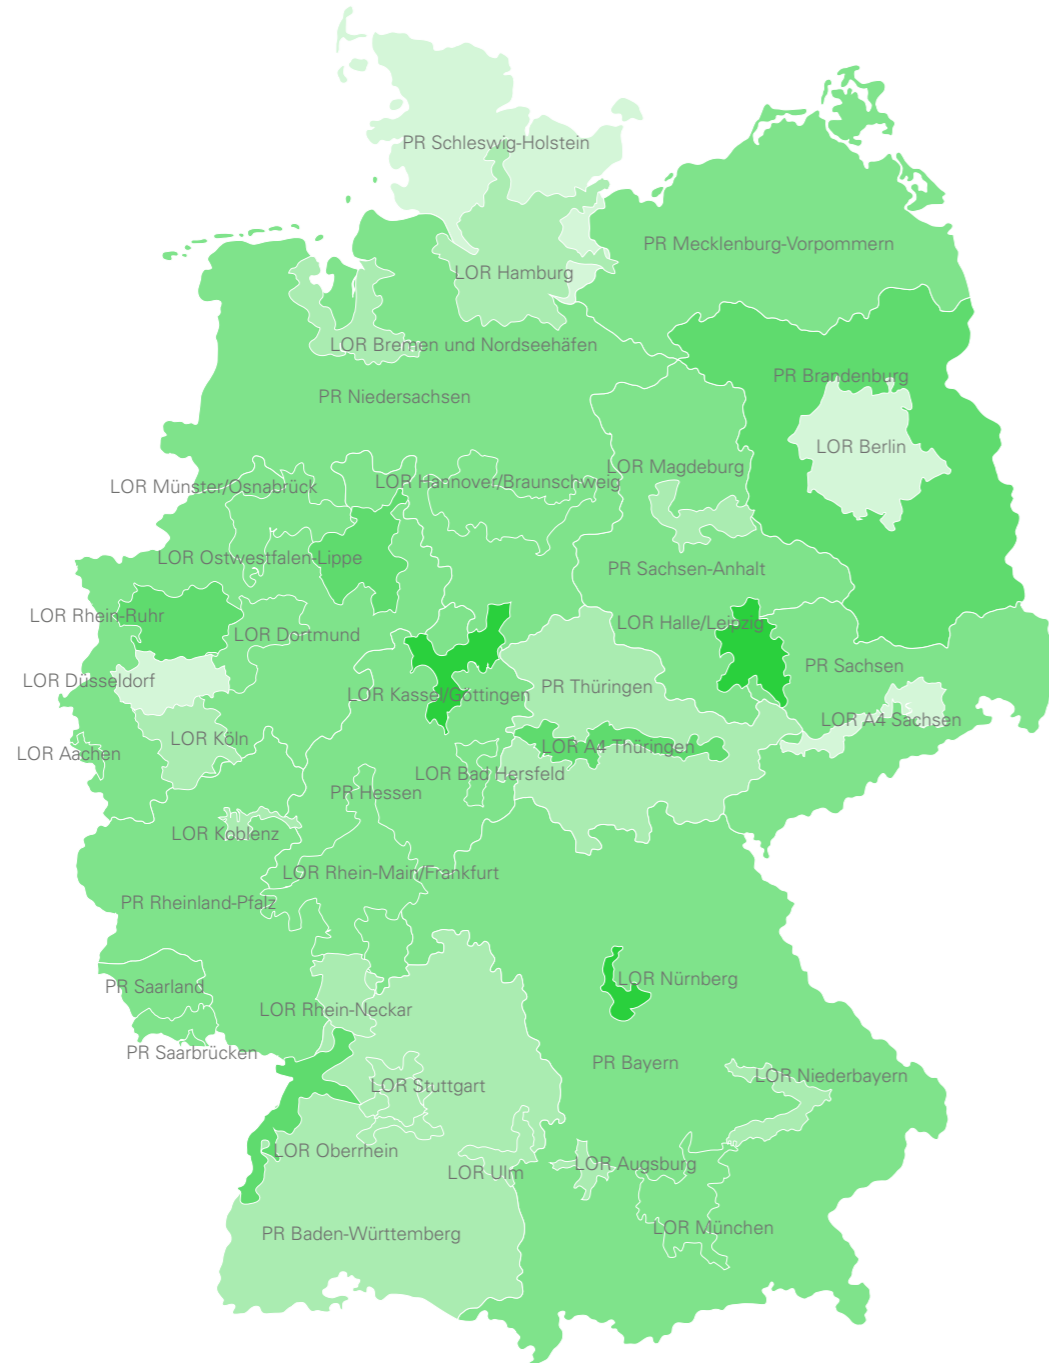 PR Schleswig-Holstein
PR Mecklenburg-Vorpommern
LOR Hamburg
LOR Bremen und Nordseehäfen
PR Brandenburg
PR Niedersachsen
LOR Berlin
LOR Magdeburg
LOR Hannover/Braunschweig
LOR Münster/Osnabrück
LOR Ostwestfalen-Lippe
PR Sachsen-Anhalt
LOR Rhein-Ruhr
LOR Halle/Leipzig
LOR Dortmund
PR Sachsen
LOR Düsseldorf
PR Thüringen
LOR Kassel/Göttingen
LOR A4 Sachsen
LOR Köln
LOR A4 Thüringen
LOR Aachen
LOR Bad Hersfeld
PR Hessen
LOR Koblenz
LOR Rhein-Main/Frankfurt
PR Rheinland-Pfalz
LOR Nürnberg
PR Saarland
LOR Rhein-Neckar
PR Saarbrücken
PR Bayern
LOR Niederbayern
LOR Stuttgart
LOR Oberrhein
LOR Augsburg
LOR Ulm
LOR München
PR Baden-Württemberg